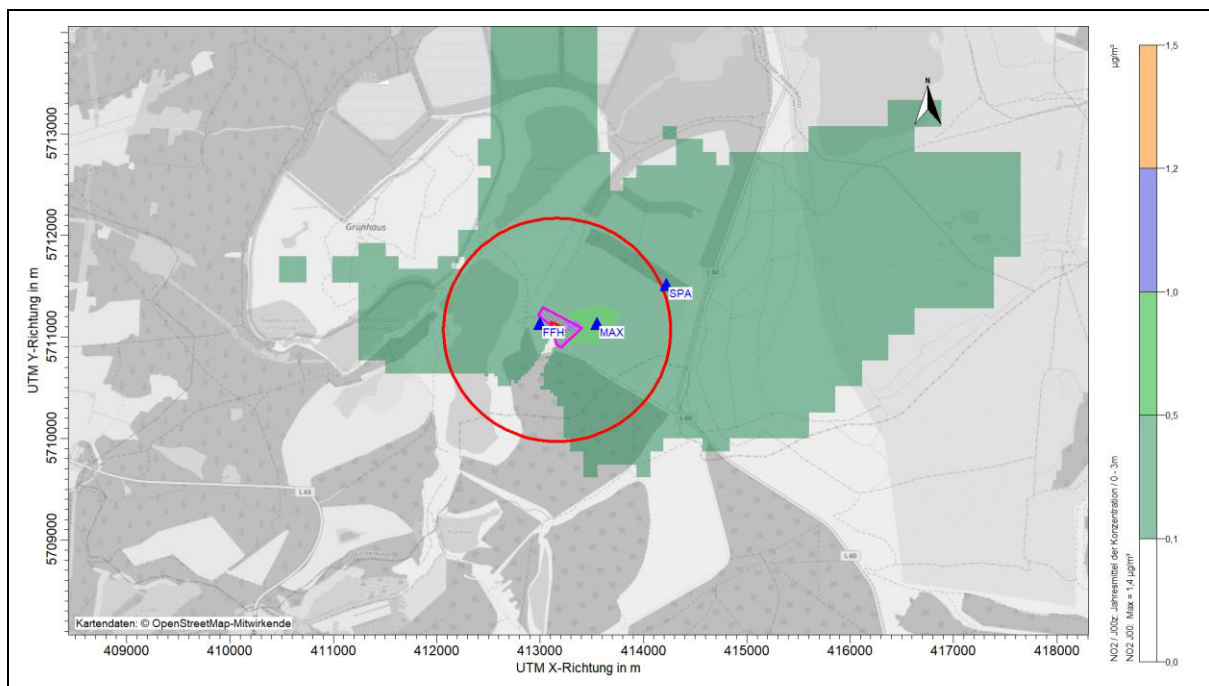 N
Grünhaus
L 60
SPA
FFH
MAX
L 60
L 63
L 60
Kartendaten: © OpenStreetMap-Mitwirkende
5713000
5712000
5711000
5710000
5709000
UTM Y-Richtung in m
409000 410000 411000 412000 413000 414000 415000 416000 417000 418000
UTM X-Richtung in m
µg/m³
1,5
1,2
1,0
0,5
0,1
0,0
NO2 / J00z: Jahresmittel der Konzentration / 0 - 3m
NO2 J00: Max = 1,4 µg/m³